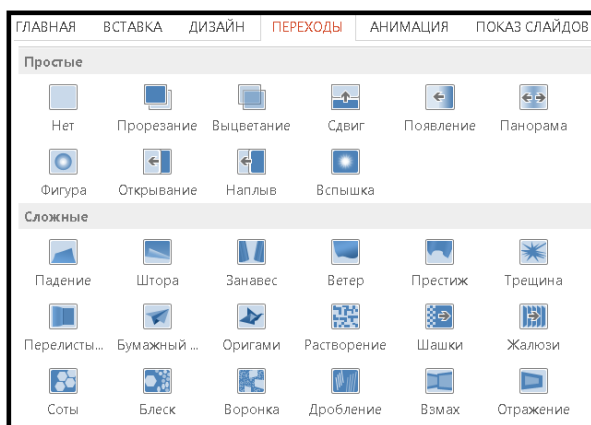 ГЛАВНАЯ ВСТАВКА ДИЗАЙН ПЕРЕХОДЫ АНИМАЦИЯ ПОКАЗ СЛАЙДОВ
Простые
Нет Прорезание Выцветание Сдвиг Появление Панорама
Фигура Открывание Наплыв Вспышка
Сложные
Падение Штора Занавес Ветер Престиж Трещина
Перелисты... Бумажный ... Оригами Растворение Шашки Жалюзи
Соты Блеск Воронка Дробление Взмах Отражение